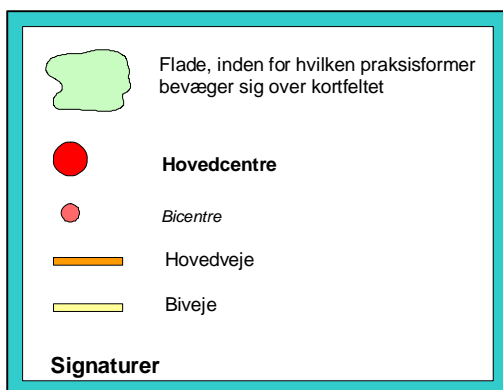 Flade, inden for hvilken praksisformer
bevæger sig over kortfeltet
Hovedcentre
Bicentre
Hovedveje
Biveje
Signaturer